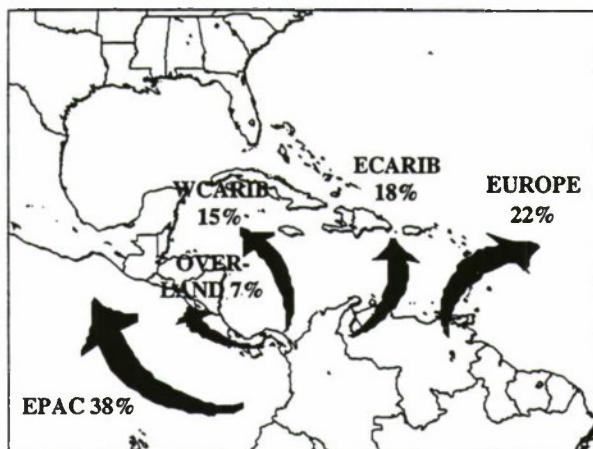 ECARIB
18%
WCARIB
15%
EUROPE
22%
OVER-
LAND 7%
EPAC 38%